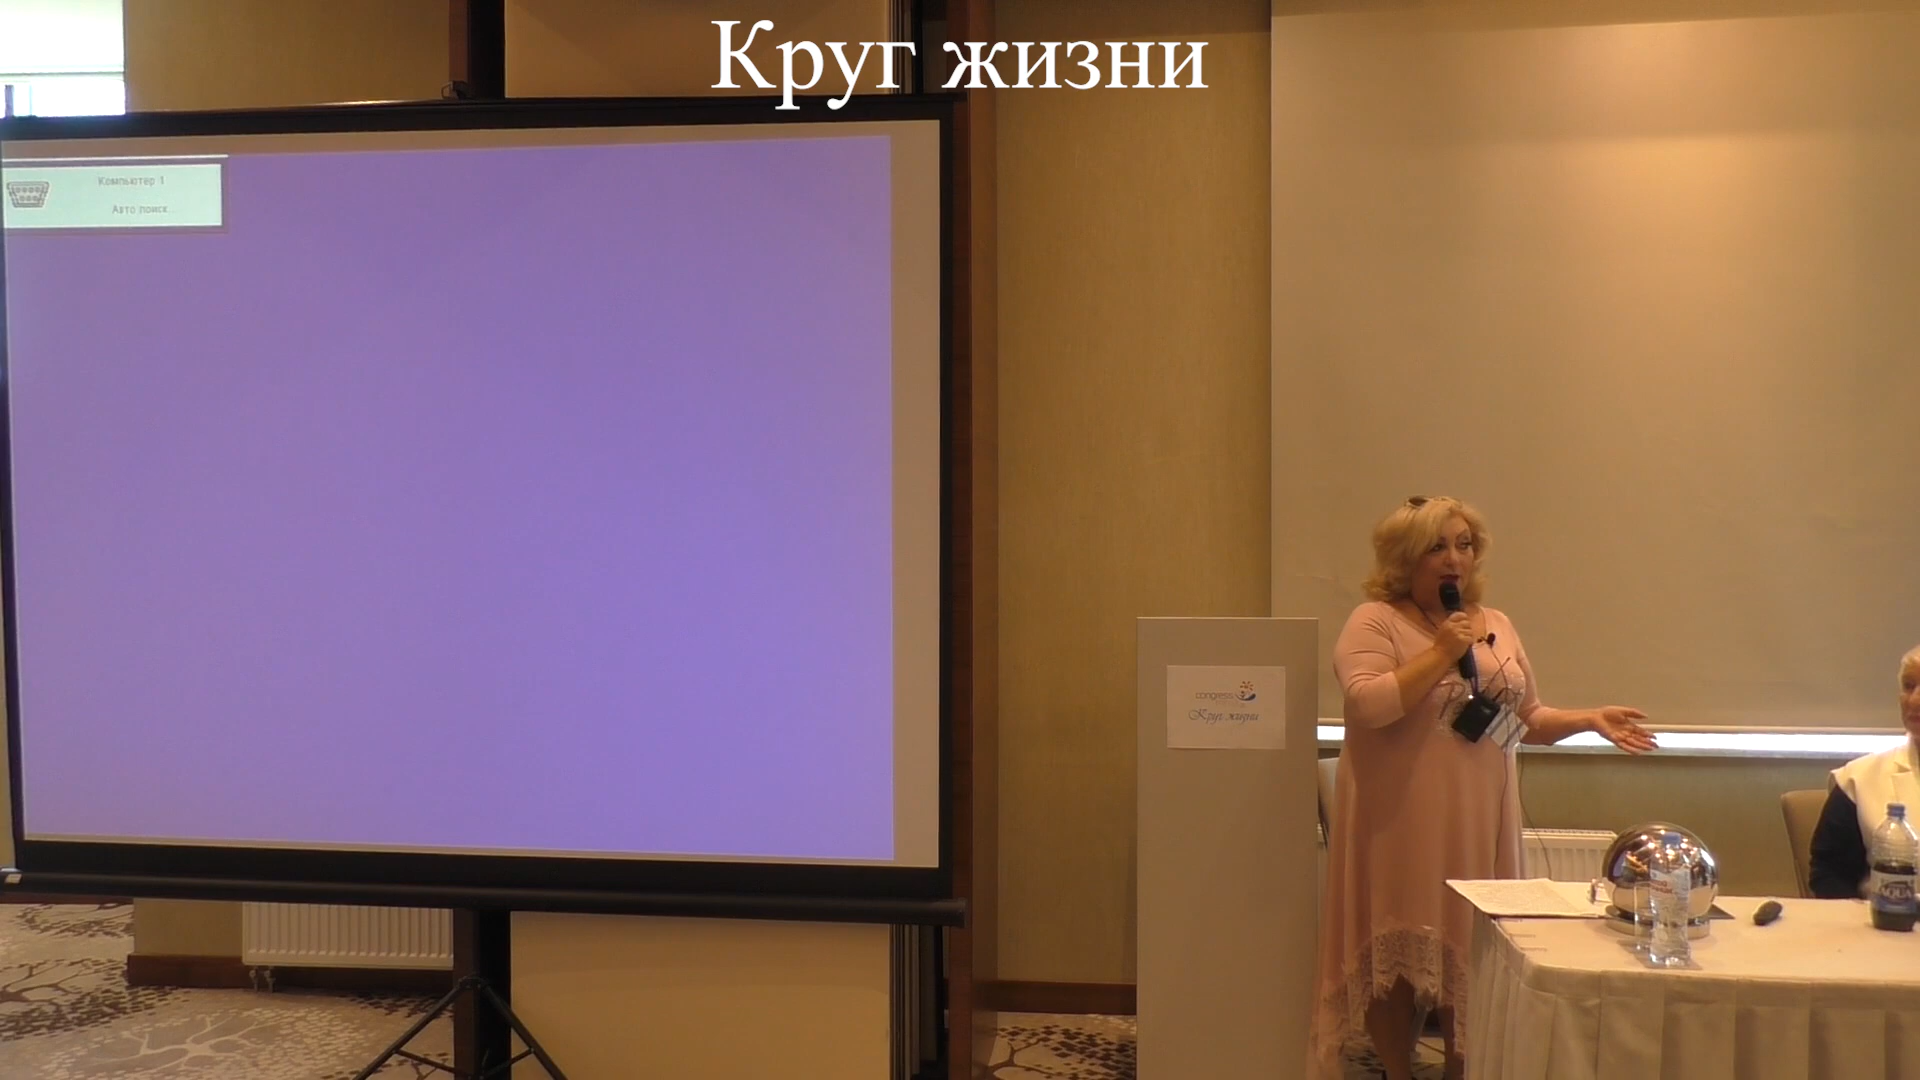 Круг жизни
Компьютер 1
Авто поиск...
congress
Круг жизни